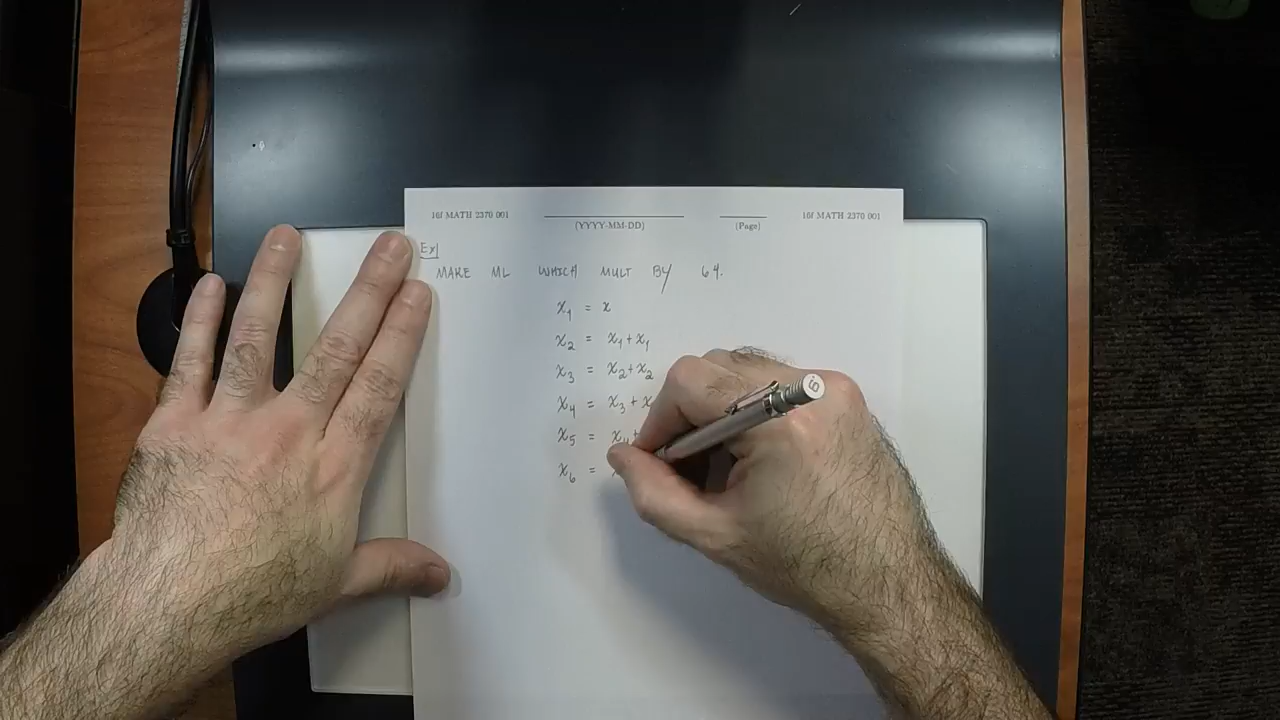 16f MATH 2370 001 (YYYY-MM-DD) (Page) 16f MATH 2370 001
Ex
MAKE ML WHICH MULT BY 64.
x₁ = x
x₂ = x₁ + x₁
x₃ = x₂ + x₂
x₄ = x₃ + x
x₅ = x₄ +
x₆ =